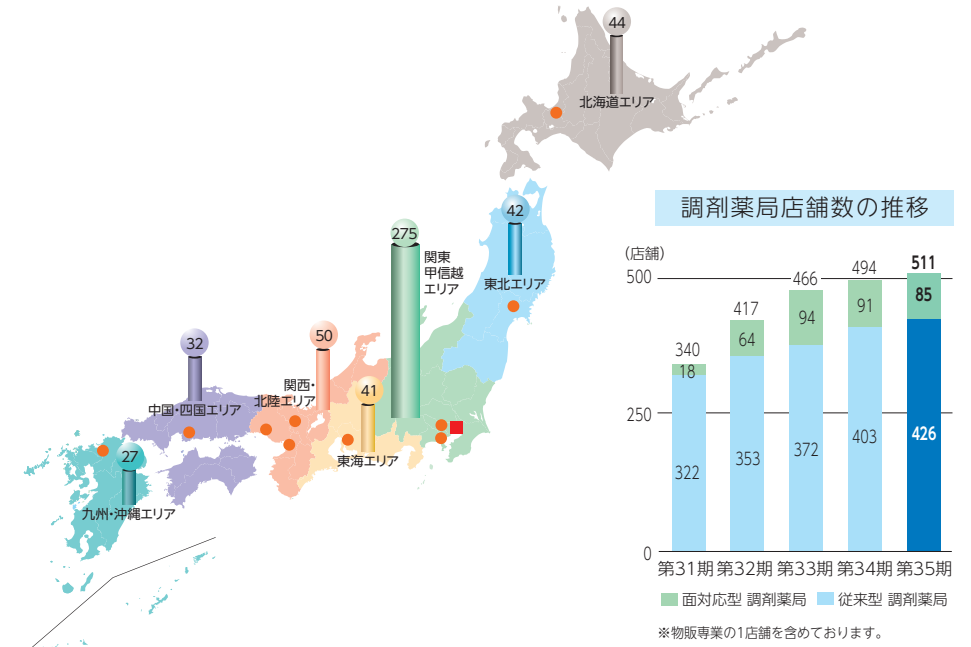 44
北海道エリア
42
東北エリア
275
関東
甲信越
エリア
50
関西・
北陸エリア
41
東海エリア
32
中国・四国エリア
27
九州・沖縄エリア
調剤薬局店舗数の推移
(店舗)
500
250
0
340
18
322
417
64
353
466
94
372
494
91
403
511
85
426
第31期 第32期 第33期 第34期 第35期
面対応型 調剤薬局 従来型 調剤薬局
※物販専業の1店舗を含めております。